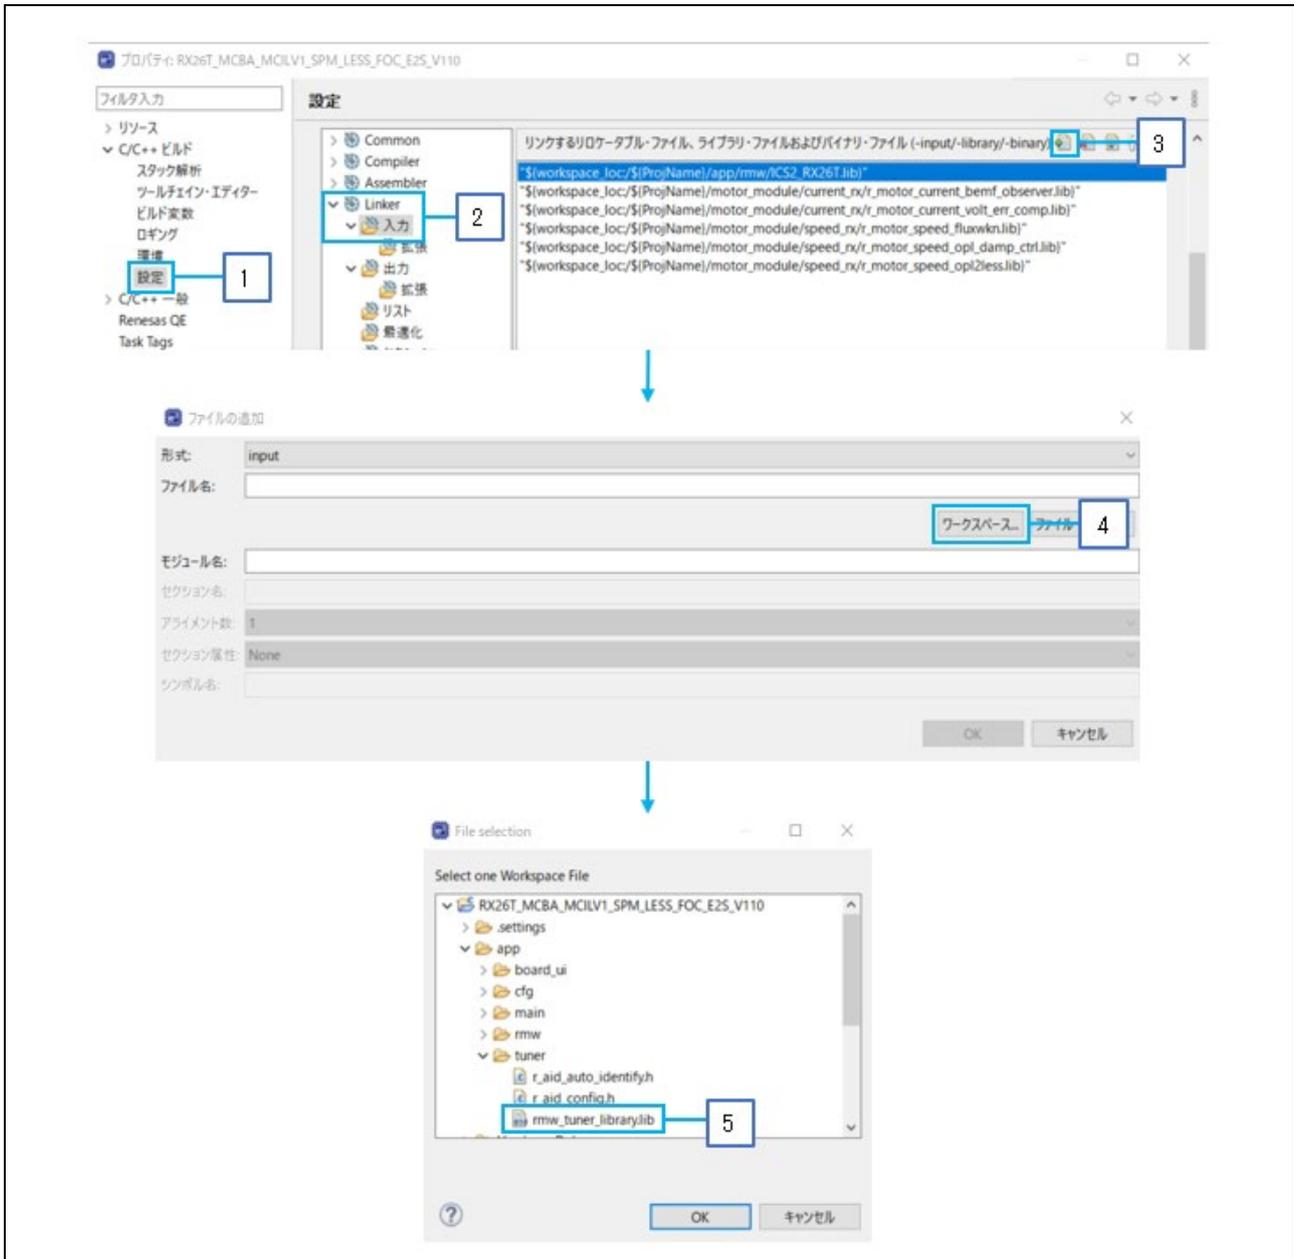 プロパティ: RX26T_MCBA_MCILV1_SPM_LESS_FOC_E2S_V110
フィルタ入力
設定
リソース
C/C++ ビルド
スタック解析
ツールチェイン・エディター
ビルド変数
ロギング
環境
設定
1
C/C++ 一般
Renesas QE
Task Tags
Common
Compiler
Assembler
Linker
入力
2
拡張
出力
拡張
リスト
最適化
リンクするリロケータブル・ファイル、ライブラリ・ファイルおよびバイナリ・ファイル (-input/-library/-binary)
3
"${workspace_loc:/${ProjName}/app/rmw/ICS2_RX26T.lib}"
"${workspace_loc:/${ProjName}/motor_module/current_rx/r_motor_current_bemf_observer.lib}"
"${workspace_loc:/${ProjName}/motor_module/current_rx/r_motor_current_volt_err_comp.lib}"
"${workspace_loc:/${ProjName}/motor_module/speed_rx/r_motor_speed_fluxwkn.lib}"
"${workspace_loc:/${ProjName}/motor_module/speed_rx/r_motor_speed_opl_damp_ctrl.lib}"
"${workspace_loc:/${ProjName}/motor_module/speed_rx/r_motor_speed_opl2less.lib}"
ファイルの追加
形式: input
ファイル名:
ワークスペース... ファイル 4
モジュール名:
セクション名:
アライメント数: 1
セクション属性: None
シンボル名:
OK キャンセル
File selection
Select one Workspace File
RX26T_MCBA_MCILV1_SPM_LESS_FOC_E2S_V110
.settings
app
board_ui
cfg
main
rmw
tuner
r_aid_auto_identify.h
r_aid_config.h
rmw_tuner_library.lib 5
OK キャンセル